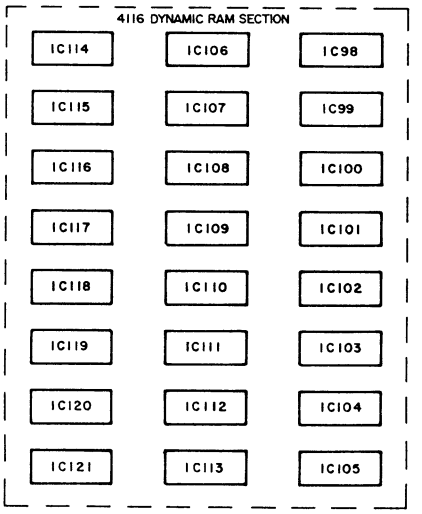 4116 DYNAMIC RAM SECTION
IC114 IC106 IC98
IC115 IC107 IC99
IC116 IC108 IC100
IC117 IC109 IC101
IC118 IC110 IC102
IC119 IC111 IC103
IC120 IC112 IC104
IC121 IC113 IC105